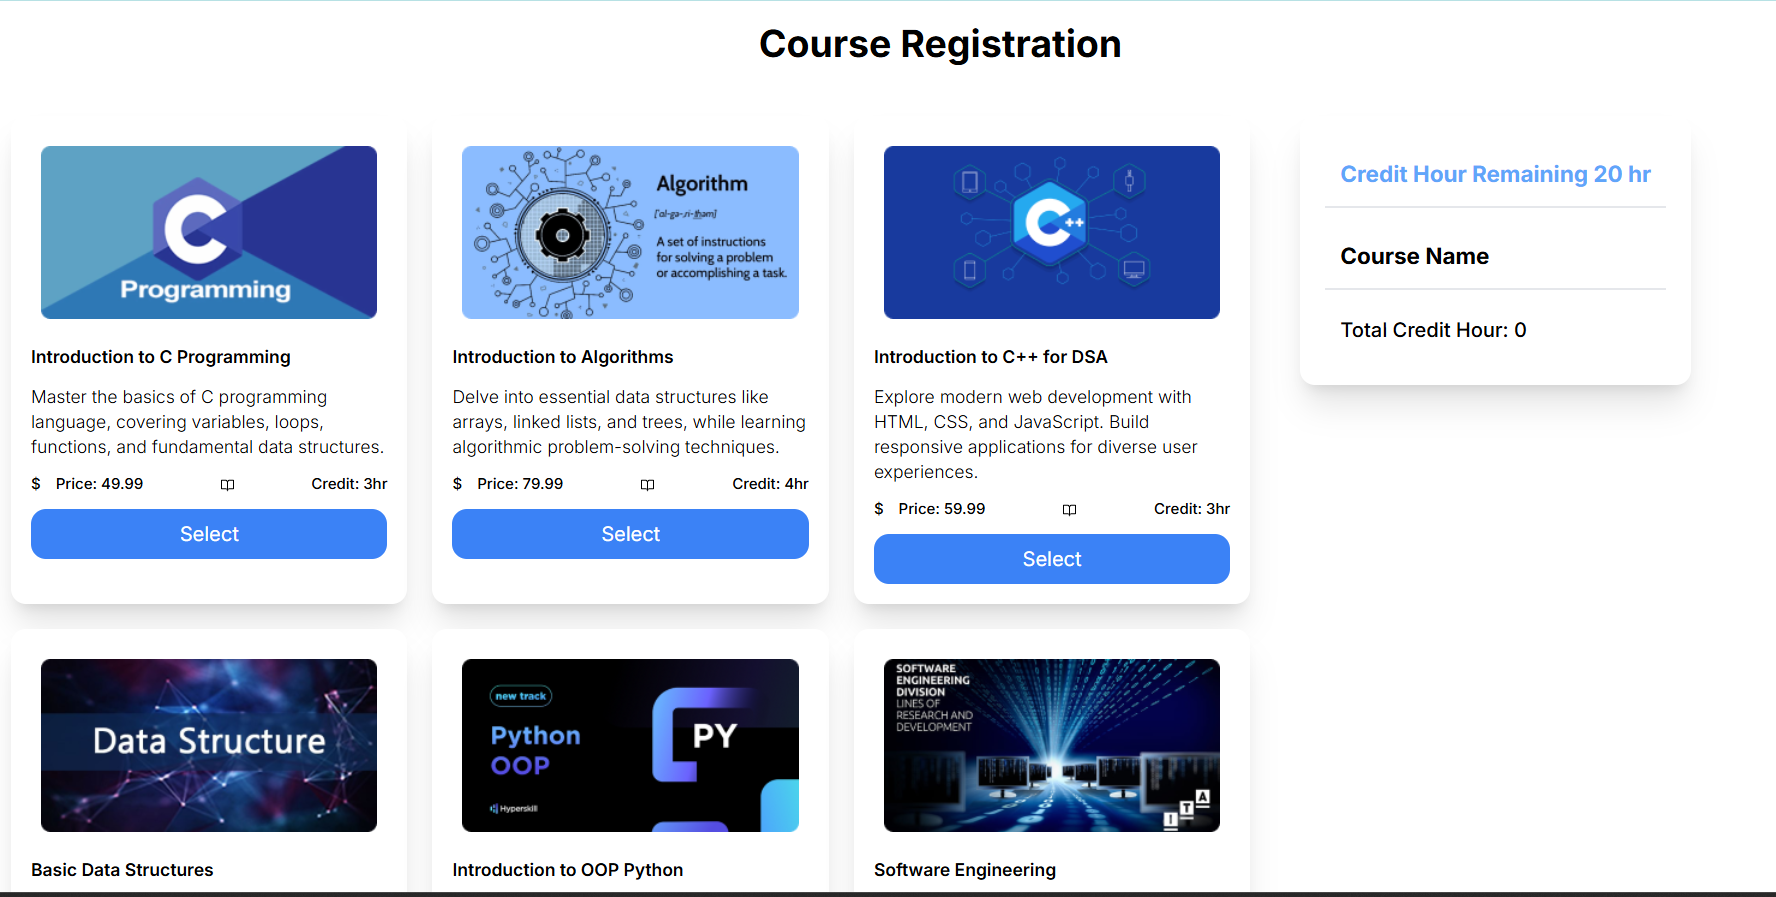 Course Registration
C
Programming
Introduction to C Programming
Master the basics of C programming
language, covering variables, loops,
functions, and fundamental data structures.
$ Price: 49.99 Credit: 3hr
Select
Algorithm
['al-gə-ri-t͟həm]
A set of instructions
for solving a problem
or accomplishing a task.
Introduction to Algorithms
Delve into essential data structures like
arrays, linked lists, and trees, while learning
algorithmic problem-solving techniques.
$ Price: 79.99 Credit: 4hr
Select
C++
Introduction to C++ for DSA
Explore modern web development with
HTML, CSS, and JavaScript. Build
responsive applications for diverse user
experiences.
$ Price: 59.99 Credit: 3hr
Select
Credit Hour Remaining 20 hr
Course Name
Total Credit Hour: 0
Data Structure
Basic Data Structures
new track
Python
OOP
PY
Hyperskill
Introduction to OOP Python
SOFTWARE
ENGINEERING
DIVISION
LINES OF
RESEARCH AND
DEVELOPMENT
I T A
Software Engineering